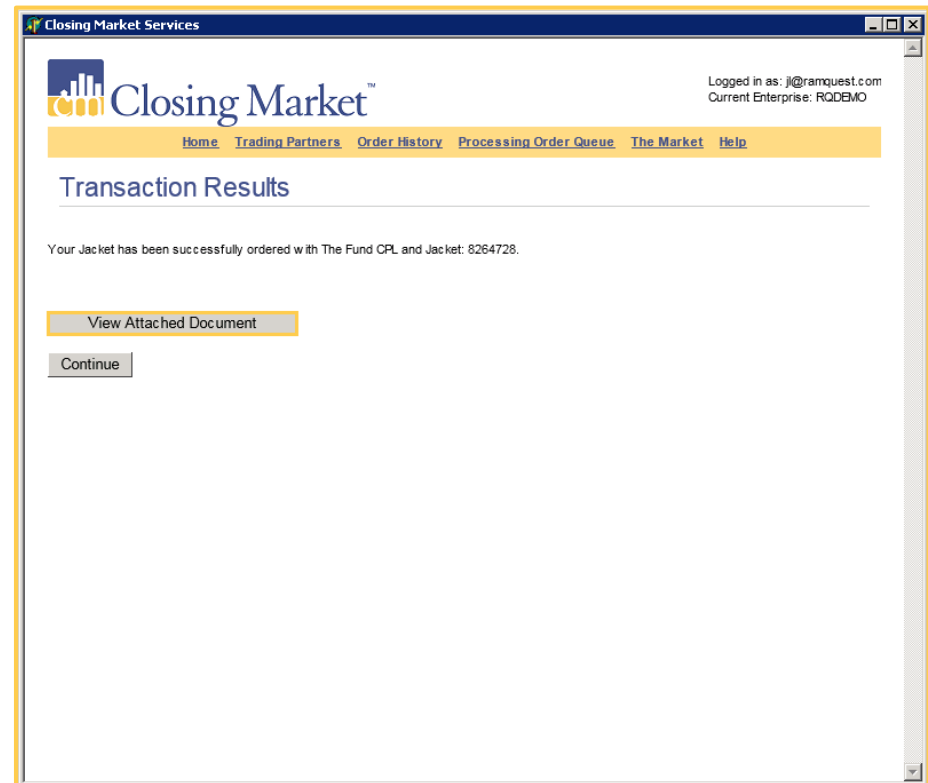 Closing Market Services
cm Closing Market™
Logged in as: jl@ramquest.com
Current Enterprise: RQDEMO
Home Trading Partners Order History Processing Order Queue The Market Help
Transaction Results
Your Jacket has been successfully ordered with The Fund CPL and Jacket: 8264728.
View Attached Document
Continue